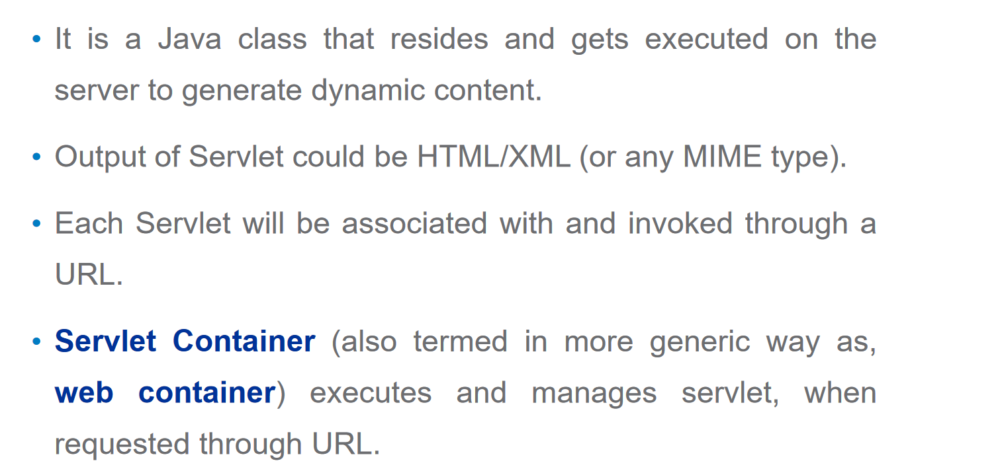 • It is a Java class that resides and gets executed on the
server to generate dynamic content.
• Output of Servlet could be HTML/XML (or any MIME type).
• Each Servlet will be associated with and invoked through a
URL.
• Servlet Container (also termed in more generic way as,
web container) executes and manages servlet, when
requested through URL.